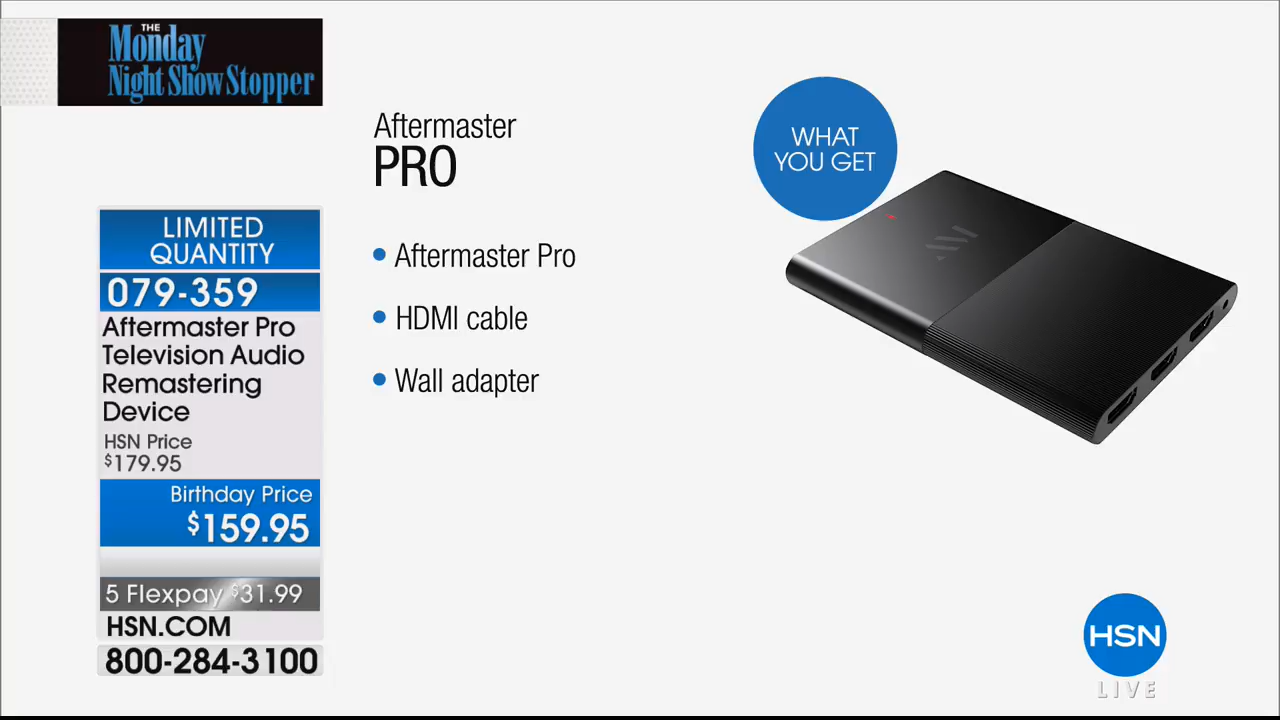 THE
Monday
Night Show Stopper
Aftermaster
PRO
WHAT
YOU GET
• Aftermaster Pro
• HDMI cable
• Wall adapter
LIMITED
QUANTITY
079-359
Aftermaster Pro
Television Audio
Remastering
Device
HSN Price
$179.95
Birthday Price
$159.95
5 Flexpay $31.99
HSN.COM
800-284-3100
HSN
LIVE